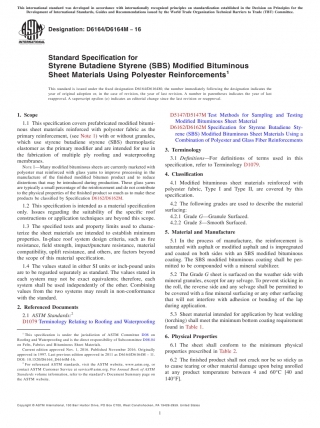 This international standard was developed in accordance with internationally recognized principles on standardization established in the Decision on Principles for the
Development of International Standards, Guides and Recommendations issued by the World Trade Organization Technical Barriers to Trade (TBT) Committee.
Designation: D6164/D6164M – 16
Standard Specification for
Styrene Butadiene Styrene (SBS) Modified Bituminous
Sheet Materials Using Polyester Reinforcements1
This standard is issued under the fixed designation D6164/D6164M; the number immediately following the designation indicates the
year of original adoption or, in the case of revision, the year of last revision. A number in parentheses indicates the year of last
reapproval. A superscript epsilon (ε) indicates an editorial change since the last revision or reapproval.
1. Scope
1.1 This specification covers prefabricated modified bitumi-
nous sheet materials reinforced with polyester fabric as the
primary reinforcement, (see Note 1) with or without granules,
which use styrene butadiene styrene (SBS) thermoplastic
elastomer as the primary modifier and are intended for use in
the fabrication of multiple ply roofing and waterproofing
membranes.
NOTE 1—Many modified bituminous sheets are currently marketed with
polyester mat reinforced with glass yarns to improve processing in the
manufacture of the finished modified bituminous product and to reduce
distortions that may be introduced during production. These glass yarns
are typically a small percentage of the reinforcement and do not contribute
to the physical properties of the finished product so much as to make these
products be classified by Specification D6162/D6162M.
1.2 This specification is intended as a material specification
only. Issues regarding the suitability of the specific roof
constructions or application techniques are beyond this scope.
1.3 The specified tests and property limits used to charac-
terize the sheet materials are intended to establish minimum
properties. In-place roof system design criteria, such as fire
resistance, field strength, impact/puncture resistance, material
compatibility, uplift resistance, and others, are factors beyond
the scope of this material specification.
1.4 The values stated in either SI units or inch-pound units
are to be regarded separately as standard. The values stated in
each system may not be exact equivalents; therefore, each
system shall be used independently of the other. Combining
values from the two systems may result in non-conformance
with the standard.
2. Referenced Documents
2.1 ASTM Standards:2
D1079 Terminology Relating to Roofing and Waterproofing
1 This specification is under the jurisdiction of ASTM Committee D08 on
Roofing and Waterproofing and is the direct responsibility of Subcommittee D08.04
on Felts, Fabrics and Bituminous Sheet Materials.
Current edition approved Nov. 1, 2016. Published November 2016. Originally
approved in 1997. Last previous edition approved in 2011 as D6164/D6164M – 11.
DOI: 10.1520/D6164_D6164M-16.
2 For referenced ASTM standards, visit the ASTM website, www.astm.org, or
contact ASTM Customer Service at service@astm.org. For Annual Book of ASTM
Standards volume information, refer to the standard's Document Summary page on
the ASTM website.
D5147/D5147M Test Methods for Sampling and Testing
Modified Bituminous Sheet Material
D6162/D6162M Specification for Styrene Butadiene Sty-
rene (SBS) Modified Bituminous Sheet Materials Using a
Combination of Polyester and Glass Fiber Reinforcements
3. Terminology
3.1 Definitions—For definitions of terms used in this
specification, refer to Terminology D1079.
4. Classification
4.1 Modified bituminous sheet materials reinforced with
polyester fabric, Type I and Type II, are covered by this
specification.
4.2 The following grades are used to describe the material
surfacing:
4.2.1 Grade G—Granule Surfaced.
4.2.2 Grade S—Smooth Surfaced.
5. Material and Manufacture
5.1 In the process of manufacture, the reinforcement is
saturated with asphalt or modified asphalt or is impregnated
and coated on both sides with an SBS modified bituminous
coating. The SBS modified bituminous coating shall be per-
mitted to be compounded with a mineral stabilizer.
5.2 The Grade G sheet is surfaced on the weather side with
mineral granules, except for any selvage. To prevent sticking in
the roll, the reverse side and any selvage shall be permitted to
be covered with a fine mineral surfacing or any other surfacing
that will not interfere with adhesion or bonding of the lap
during application.
5.3 Sheet material intended for application by heat welding
(torching) shall meet the minimum bottom coating requirement
found in Table 1.
6. Physical Properties
6.1 The sheet shall conform to the minimum physical
properties prescribed in Table 2.
6.2 The finished product shall not crack nor be so sticky as
to cause tearing or other material damage upon being unrolled
at any product temperature between 4 and 60°C [40 and
140°F].
Copyright © ASTM International, 100 Barr Harbor Drive, PO Box C700, West Conshohocken, PA 19428-2959. United States
1